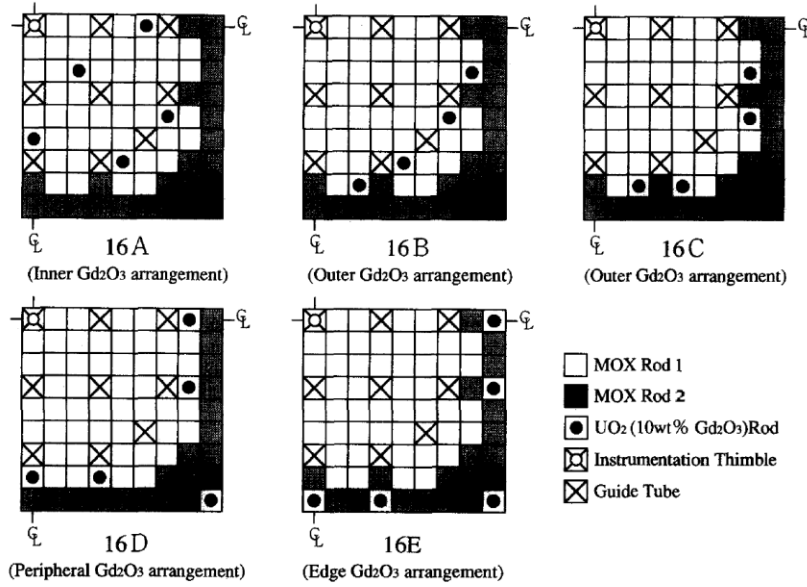 ℄
℄
℄
℄
℄
℄
16A
16B
16C
(Inner Gd2O3 arrangement)
(Outer Gd2O3 arrangement)
(Outer Gd2O3 arrangement)
℄
℄
℄
℄
16D
16E
(Peripheral Gd2O3 arrangement)
(Edge Gd2O3 arrangement)
MOX Rod 1
MOX Rod 2
UO2 (10wt% Gd2O3)Rod
Instrumentation Thimble
Guide Tube